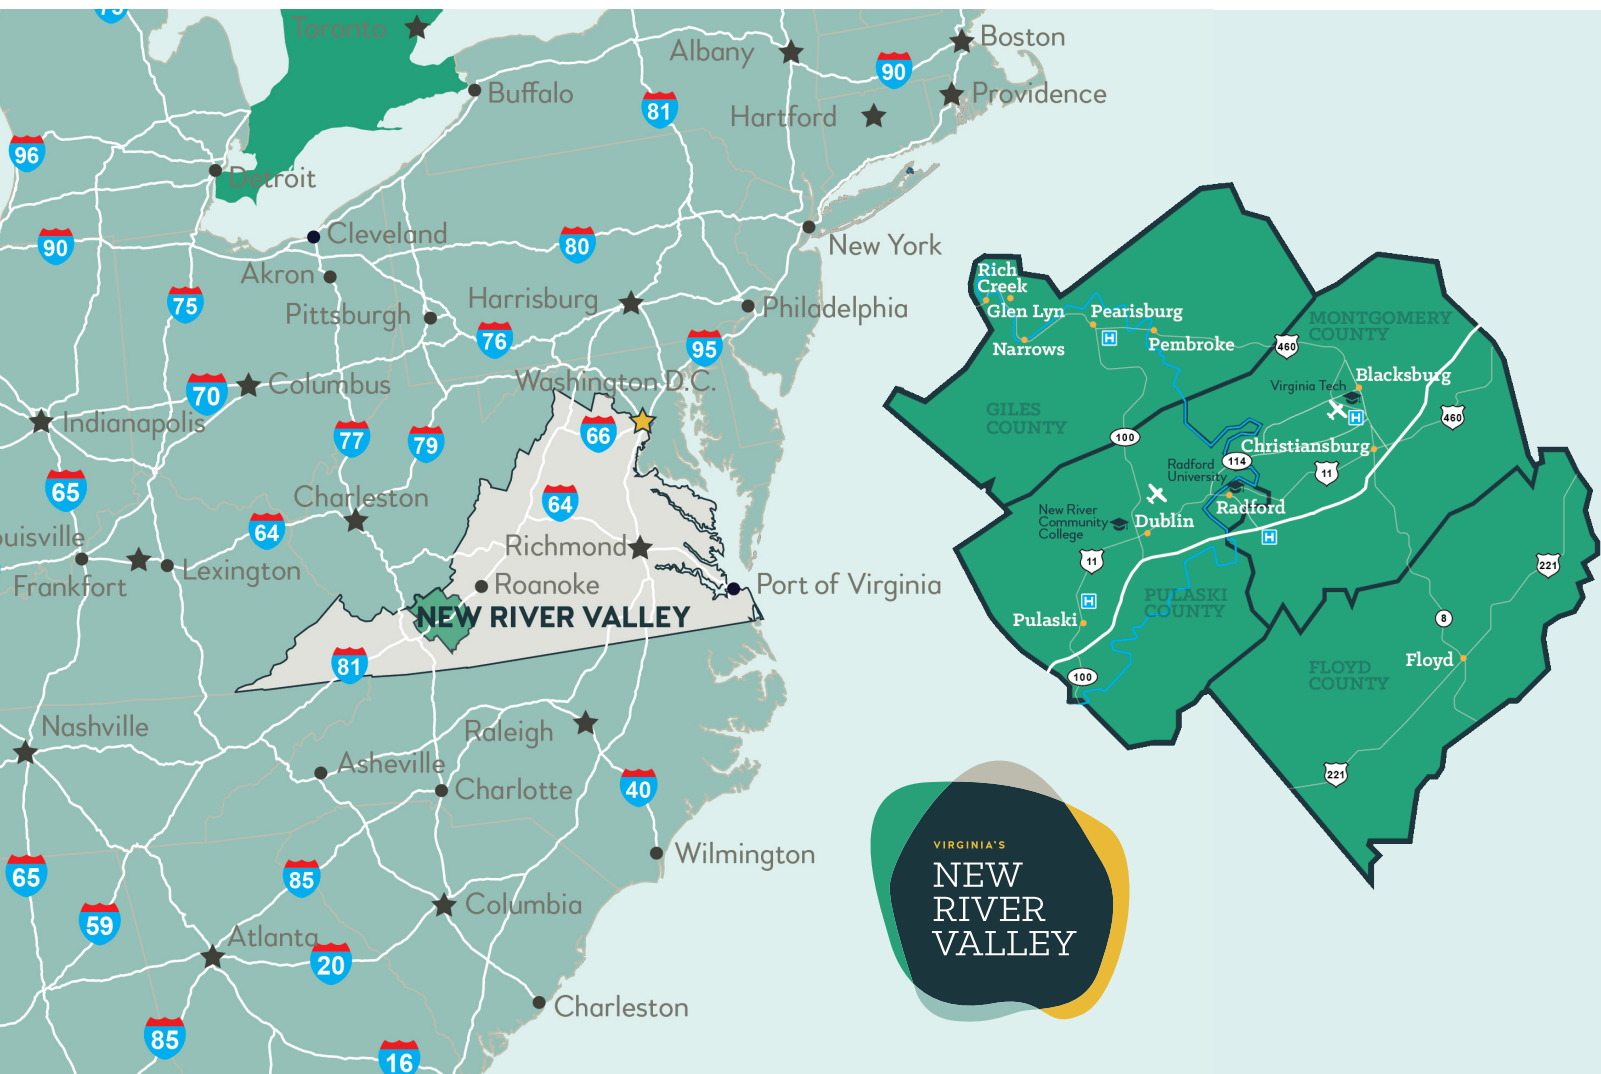 75
Toronto
Albany
Boston
90
Buffalo
81
Hartford
Providence
96
Detroit
90
Cleveland
80
New York
Akron
75
Harrisburg
Philadelphia
Pittsburgh
76
95
Washington D.C.
70
Columbus
Indianapolis
77
79
66
65
Charleston
64
64
ouisville
Richmond
Frankfort
Lexington
Roanoke
Port of Virginia
NEW RIVER VALLEY
81
Nashville
Raleigh
Asheville
Charlotte
40
Wilmington
65
85
59
Columbia
Atlanta
20
Charleston
85
16
Rich
Creek
Glen Lyn
Pearisburg
Narrows
H
Pembroke
MONTGOMERY
COUNTY
460
Virginia Tech
Blacksburg
H
460
GILES
COUNTY
100
Christiansburg
114
11
Radford
University
New River
Community
College
Dublin
Radford
H
11
221
H
PULASKI
COUNTY
Pulaski
8
100
Floyd
FLOYD
COUNTY
221
VIRGINIA'S
NEW
RIVER
VALLEY